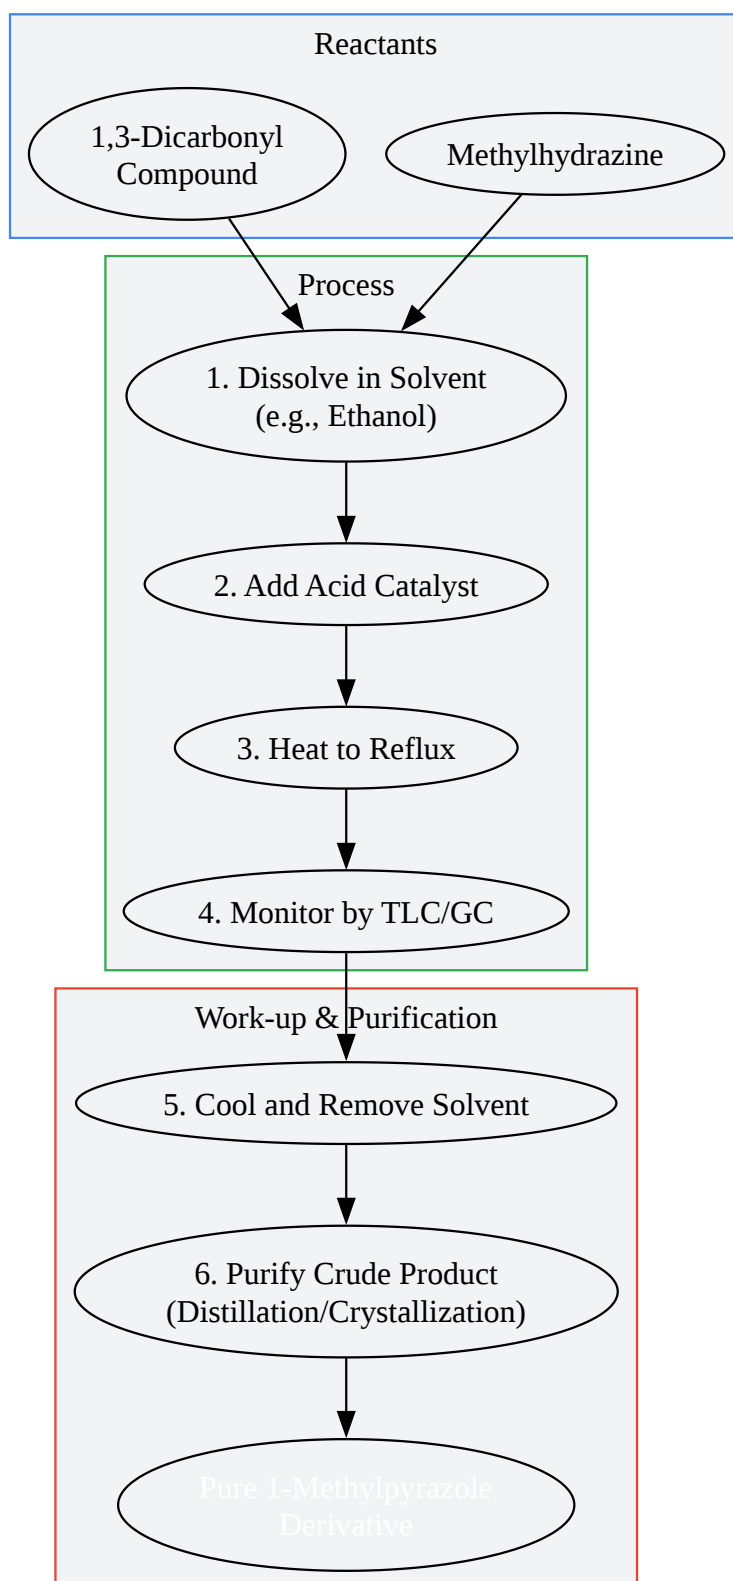 Reactants
1,3-Dicarbonyl
Compound
Methylhydrazine
Process
1. Dissolve in Solvent
(e.g., Ethanol)
2. Add Acid Catalyst
3. Heat to Reflux
4. Monitor by TLC/GC
Work-up & Purification
5. Cool and Remove Solvent
6. Purify Crude Product
(Distillation/Crystallization)
Pure 1-Methylpyrazole
Derivative